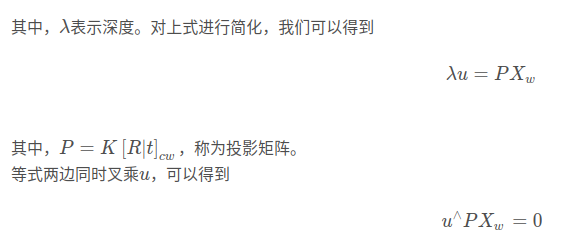 其中，λ表示深度。对上式进行简化，我们可以得到
λu = PX_w
其中，P = K [R|t]_{cw}，称为投影矩阵。
等式两边同时叉乘u，可以得到
u^∧PX_w = 0